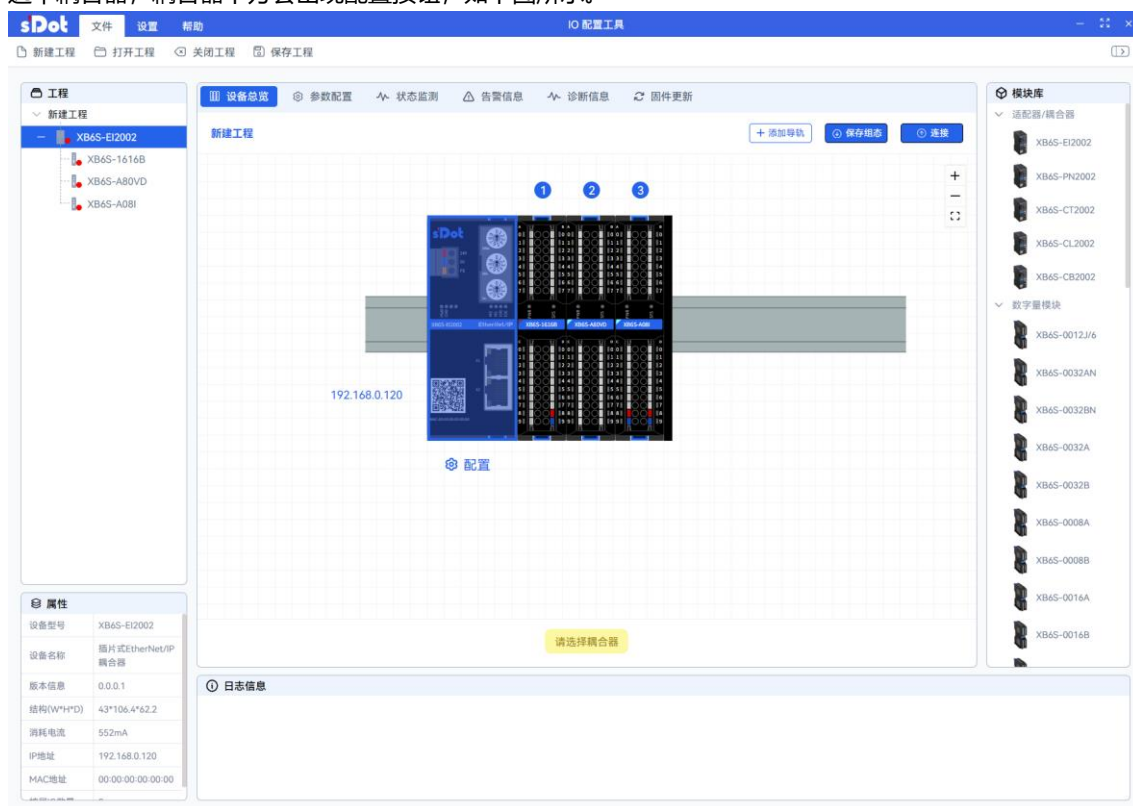 选中耦合器，耦合器下方会出现配置按钮，如下图所示。
sDot 文件 设置 帮助 IO 配置工具
新建工程 打开工程 关闭工程 保存工程
工程
新建工程
XB6S-EI2002
XB6S-1616B
XB6S-A80VD
XB6S-A08I
设备总览 参数配置 状态监测 告警信息 诊断信息 固件更新
新建工程 + 添加导轨 保存组态 连接
1 2 3
sDot
XB6S-EI2002 EtherNet/IP XB6S-1616B XB6S-A80VD XB6S-A08I
192.168.0.120
配置
请选择耦合器
模块库
适配器/耦合器
XB6S-EI2002
XB6S-PN2002
XB6S-CT2002
XB6S-CL2002
XB6S-CB2002
数字量模块
XB6S-0012J/6
XB6S-0032AN
XB6S-0032BN
XB6S-0032A
XB6S-0032B
XB6S-0008A
XB6S-0008B
XB6S-0016A
XB6S-0016B
属性
设备型号 XB6S-EI2002
设备名称 插片式EtherNet/IP
耦合器
版本信息 0.0.0.1
结构(W*H*D) 43*106.4*62.2
消耗电流 552mA
IP地址 192.168.0.120
MAC地址 00:00:00:00:00:00
日志信息